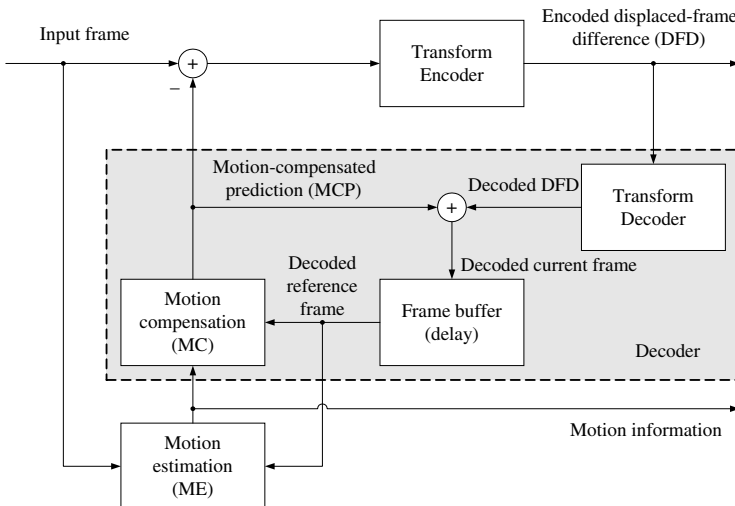 Input frame
Encoded displaced-frame
difference (DFD)
Transform
Encoder
+
–
Motion-compensated
prediction (MCP)
Decoded DFD
Transform
Decoder
+
Decoded current frame
Decoded
reference
frame
Motion
compensation
(MC)
Frame buffer
(delay)
Decoder
Motion information
Motion
estimation
(ME)